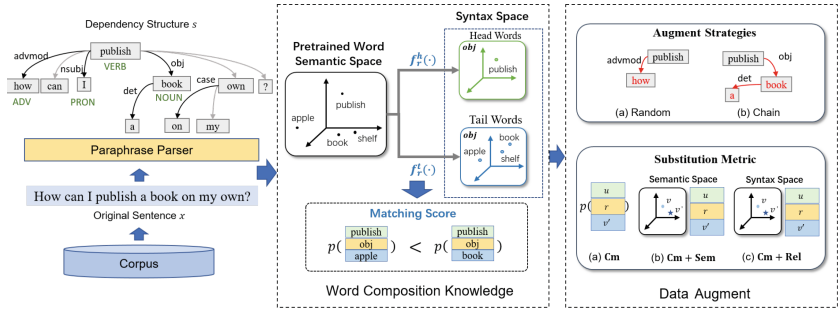 Dependency Structure s
publish
VERB
advmod
nsubj
obj
how
can
I
book
case
own
?
ADV
PRON
NOUN
det
a
on
my
Paraphrase Parser
How can I publish a book on my own?
Original Sentence x
Corpus
Pretrained Word
Semantic Space
publish
apple
book
shelf
f_r^h(·)
f_r^t(·)
Syntax Space
Head Words
obj
publish
Tail Words
obj
book
apple
shelf
Matching Score
p( publish obj apple ) < p( publish obj book )
Word Composition Knowledge
Augment Strategies
advmod
publish
how
publish
obj
det
book
a
(a) Random
(b) Chain
Substitution Metric
Semantic Space
Syntax Space
p( u r v' )
v
v'
u
r
v'
v
v'
u
r
v'
(a) Cm
(b) Cm + Sem
(c) Cm + Rel
Data Augment